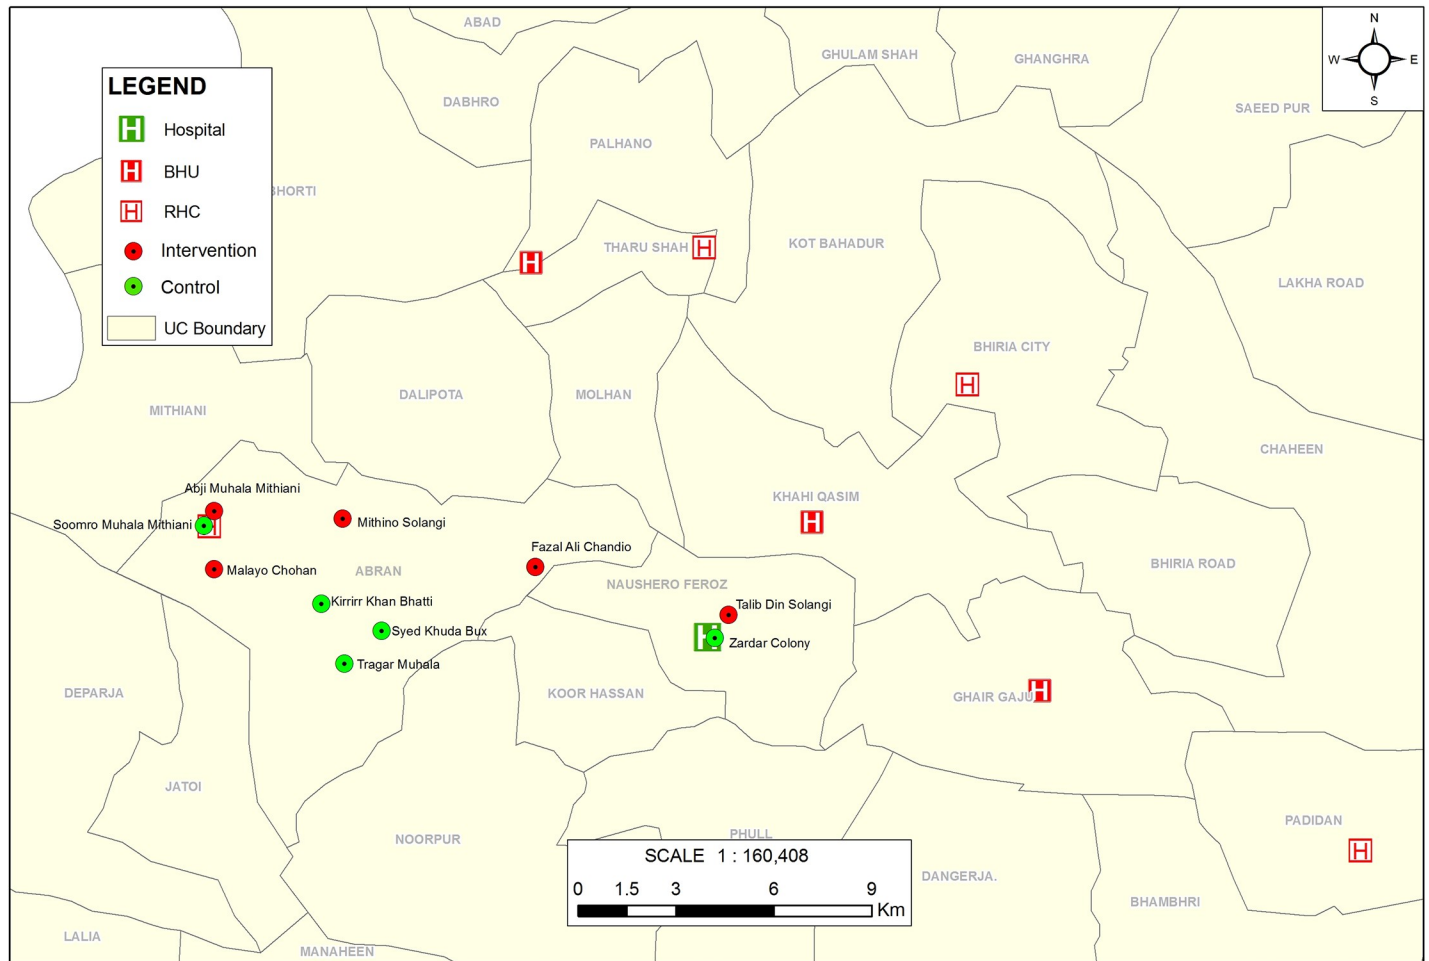 N
W E
S
LEGEND
Hospital
BHU
RHC
Intervention
Control
UC Boundary
ABAD
GHULAM SHAH
GHANGHRA
DABHRO
SAEED PUR
PALHANO
BHORTI
THARU SHAH
KOT BAHADUR
LAKHA ROAD
BHIRIA CITY
DALIPOTA
MOLHAN
MITHIANI
CHAHEEN
Abji Muhala Mithiani
KHAHI QASIM
Soomro Muhala Mithiani
Mithino Solangi
Fazal Ali Chandio
BHIRIA ROAD
Malayo Chohan
ABRAN
NAUSHERO FEROZ
Kirrirr Khan Bhatti
Talib Din Solangi
Syed Khuda Bux
Zardar Colony
Tragar Muhala
DEPARJA
KOOR HASSAN
GHAIR GAJU
JATOI
PADIDAN
NOORPUR
PHULL
SCALE 1 : 160,408
0 1.5 3 6 9
Km
DANGERJA.
BHAMBHRI
LALIA
MANAHEEN